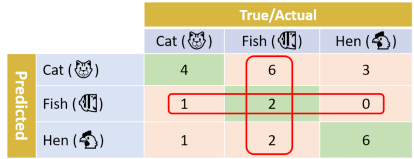 True/Actual
Cat (🐱) Fish (🐠) Hen (🐔)
Predicted
Cat (🐱) 4 6 3
Fish (🐠) 1 2 0
Hen (🐔) 1 2 6